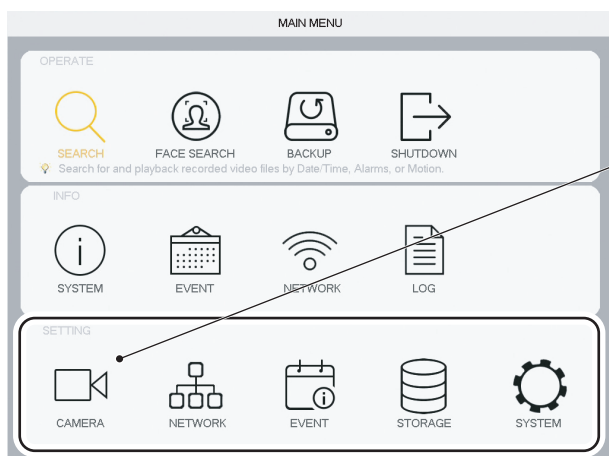 MAIN MENU
OPERATE
SEARCH FACE SEARCH BACKUP SHUTDOWN
Search for and playback recorded video files by Date/Time, Alarms, or Motion.
INFO
SYSTEM EVENT NETWORK LOG
SETTING
CAMERA NETWORK EVENT STORAGE SYSTEM